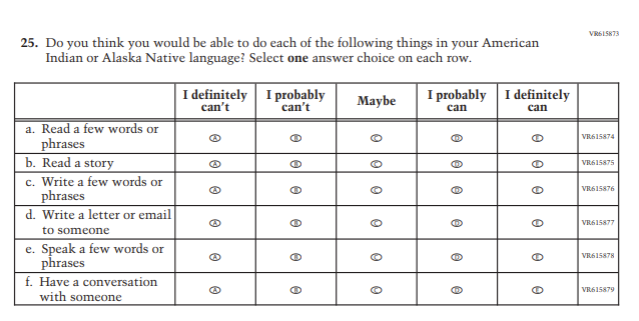 VR615873
25. Do you think you would be able to do each of the following things in your American
Indian or Alaska Native language? Select one answer choice on each row.
I definitely can't I probably can't Maybe I probably can I definitely can
a. Read a few words or
phrases Ⓐ Ⓑ Ⓒ Ⓓ Ⓔ VR615874
b. Read a story Ⓐ Ⓑ Ⓒ Ⓓ Ⓔ VR615875
c. Write a few words or
phrases Ⓐ Ⓑ Ⓒ Ⓓ Ⓔ VR615876
d. Write a letter or email
to someone Ⓐ Ⓑ Ⓒ Ⓓ Ⓔ VR615877
e. Speak a few words or
phrases Ⓐ Ⓑ Ⓒ Ⓓ Ⓔ VR615878
f. Have a conversation
with someone Ⓐ Ⓑ Ⓒ Ⓓ Ⓔ VR615879